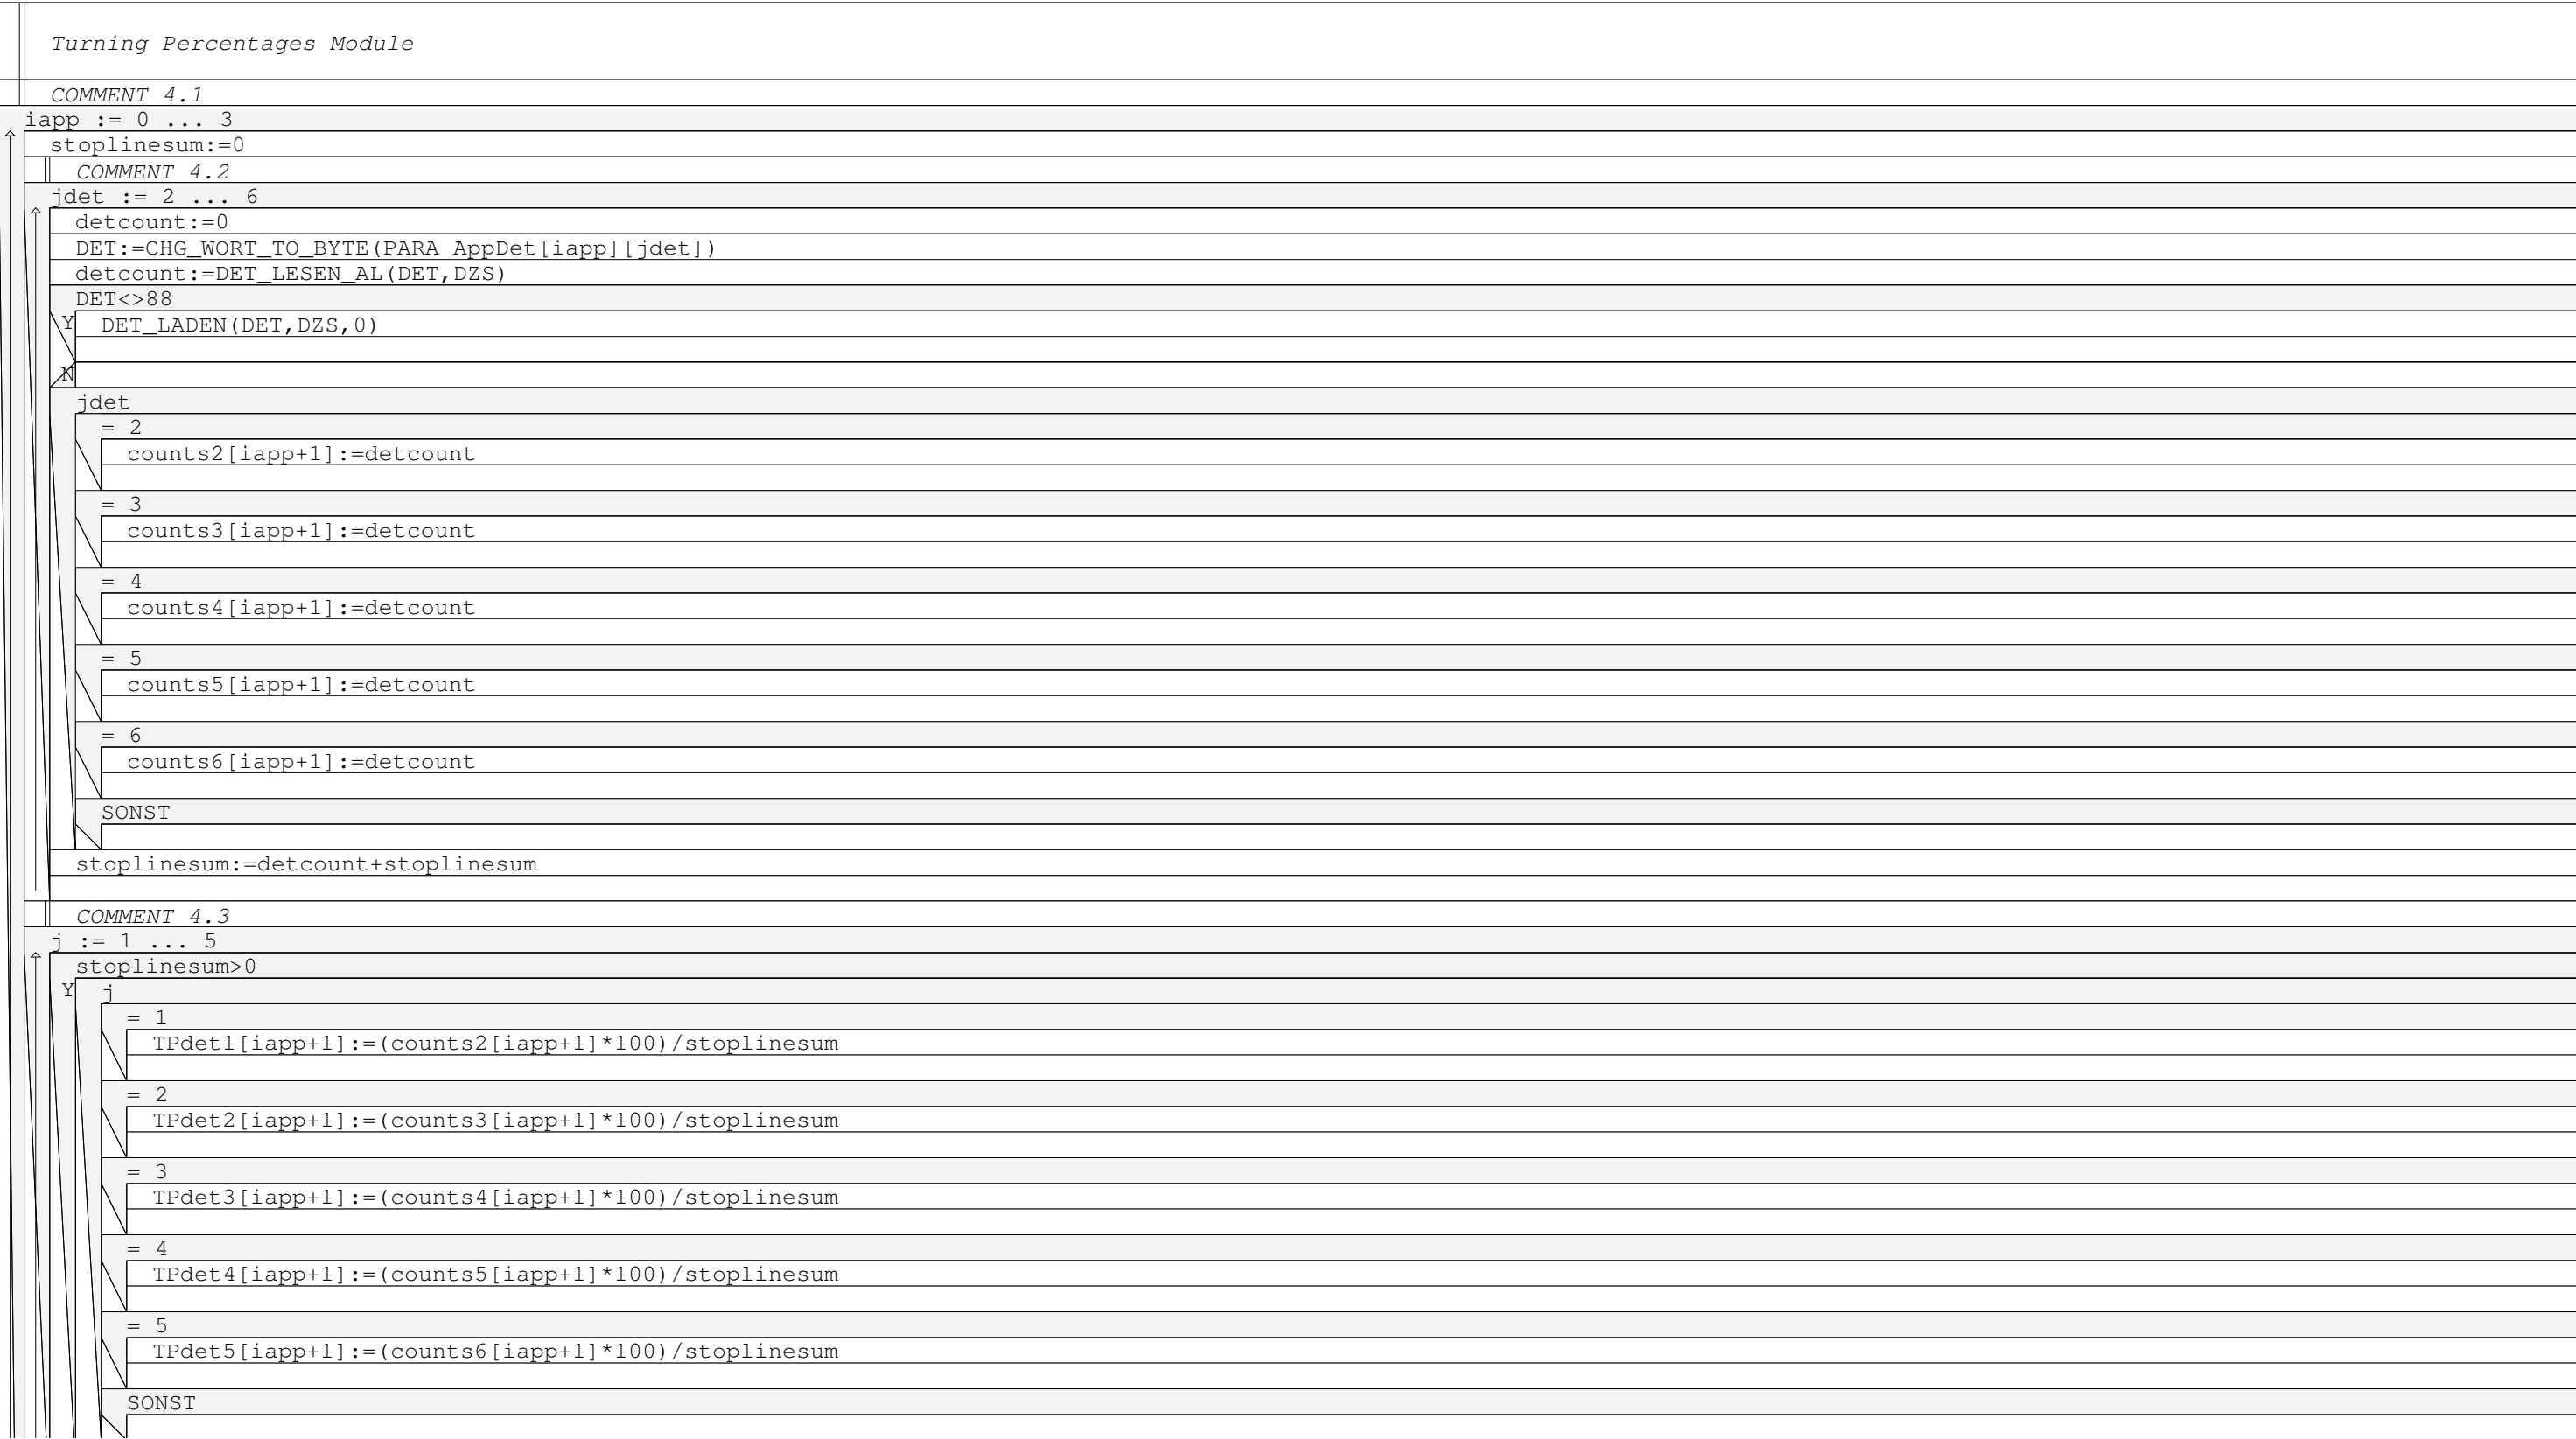 Turning Percentages Module
COMMENT 4.1
iapp := 0 ... 3
stoplinesum:=0
COMMENT 4.2
jdet := 2 ... 6
detcount:=0
DET:=CHG_WORT_TO_BYTE(PARA AppDet[iapp][jdet])
detcount:=DET_LESEN_AL(DET,DZS)
DET<>88
Y DET_LADEN(DET,DZS,0)
N
jdet
= 2
counts2[iapp+1]:=detcount
= 3
counts3[iapp+1]:=detcount
= 4
counts4[iapp+1]:=detcount
= 5
counts5[iapp+1]:=detcount
= 6
counts6[iapp+1]:=detcount
SONST
stoplinesum:=detcount+stoplinesum
COMMENT 4.3
j := 1 ... 5
stoplinesum>0
Y j
= 1
TPdet1[iapp+1]:=(counts2[iapp+1]*100)/stoplinesum
= 2
TPdet2[iapp+1]:=(counts3[iapp+1]*100)/stoplinesum
= 3
TPdet3[iapp+1]:=(counts4[iapp+1]*100)/stoplinesum
= 4
TPdet4[iapp+1]:=(counts5[iapp+1]*100)/stoplinesum
= 5
TPdet5[iapp+1]:=(counts6[iapp+1]*100)/stoplinesum
SONST